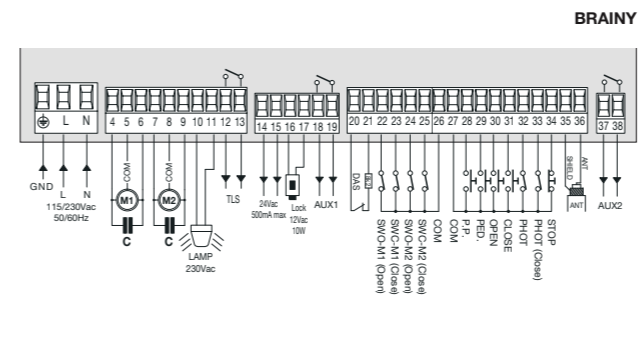 BRAINY
L N
4 5 6 7 8 9 10 11 12 13
14 15 16 17 18 19
20 21 22 23 24 25 26 27 28 29 30 31 32 33 34 35 36
37 38
GND
L
N
115/230Vac
50/60Hz
COM
M1
C
COM
M2
C
LAMP
230Vac
TLS
24Vac
500mA max
Lock
12Vac
10W
AUX1
DAS
8K2
SWO-M1 (Open)
SWC-M1 (Close)
SWO-M2 (Open)
SWC-M2 (Close)
COM
COM
P.P.
PED.
OPEN
CLOSE
PHOT
PHOT (Close)
STOP
SHIELD
ANT
ANT
AUX2